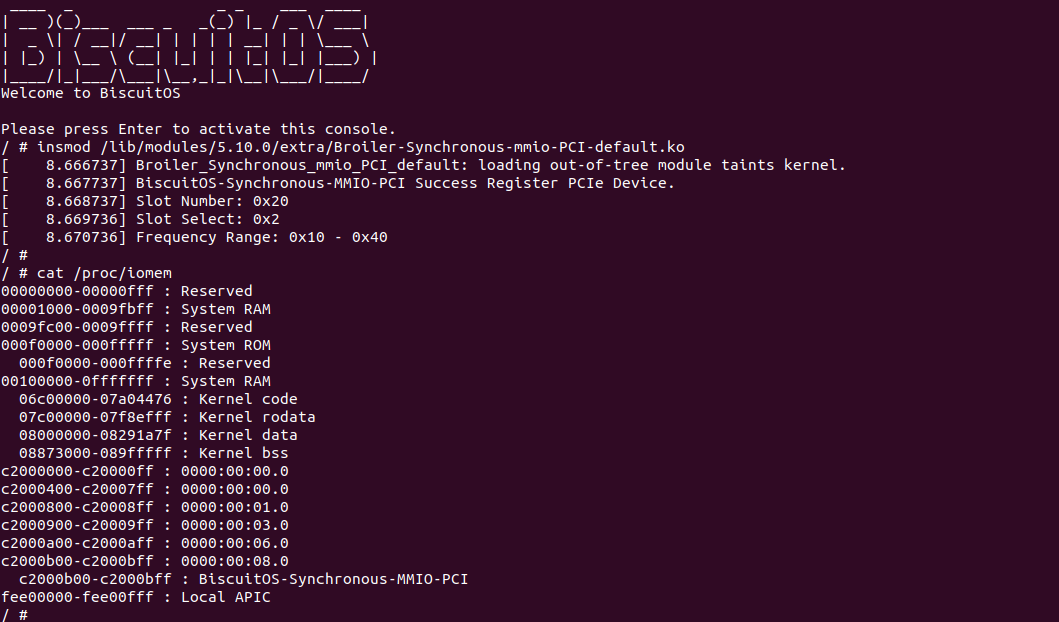 ____  _                _ _    ___  ____
| __ )(_)___  ___ _   _(_) |_ / _ \/ ___|
|  _ \| / __|/ __| | | | | __| | | \___ \
| |_) | \__ \ (__| |_| | | |_| |_| |___) |
|____/|_|___/\___|\__,_|_|\__|\___/|____/
Welcome to BiscuitOS

Please press Enter to activate this console.
/ # insmod /lib/modules/5.10.0/extra/Broiler-Synchronous-mmio-PCI-default.ko
[    8.666737] Broiler_Synchronous_mmio_PCI_default: loading out-of-tree module taints kernel.
[    8.667737] BiscuitOS-Synchronous-MMIO-PCI Success Register PCIe Device.
[    8.668737] Slot Number: 0x20
[    8.669736] Slot Select: 0x2
[    8.670736] Frequency Range: 0x10 - 0x40
/ #
/ # cat /proc/iomem
00000000-00000fff : Reserved
00001000-0009fbff : System RAM
0009fc00-0009ffff : Reserved
000f0000-000fffff : System ROM
  000f0000-000ffffe : Reserved
00100000-0fffffff : System RAM
  06c00000-07a04476 : Kernel code
  07c00000-07f8efff : Kernel rodata
  08000000-08291a7f : Kernel data
  08873000-089fffff : Kernel bss
c2000000-c20000ff : 0000:00:00.0
c2000400-c20007ff : 0000:00:00.0
c2000800-c20008ff : 0000:00:01.0
c2000900-c20009ff : 0000:00:03.0
c2000a00-c2000aff : 0000:00:06.0
c2000b00-c2000bff : 0000:00:08.0
  c2000b00-c2000bff : BiscuitOS-Synchronous-MMIO-PCI
fee00000-fee00fff : Local APIC
/ #